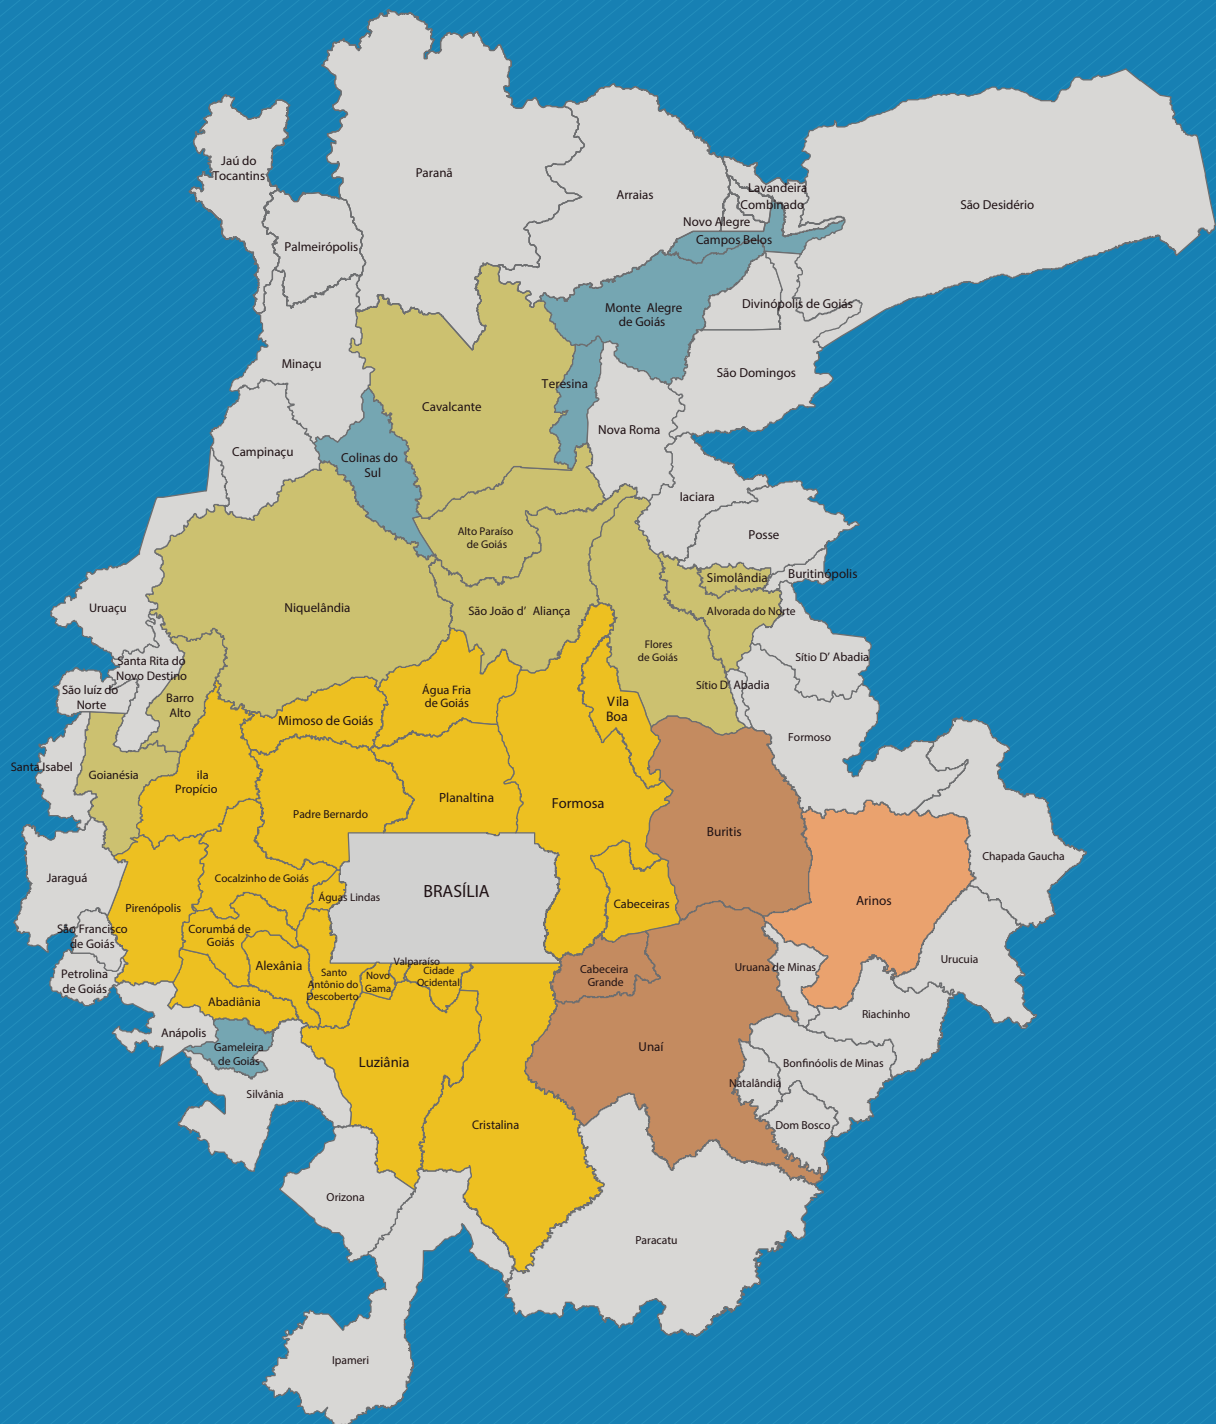 Jaú do
Tocantins
Paranã
Arraias
Lavandeira
Combinado
São Desidério
Novo Alegre
Campos Belos
Palmeirópolis
Monte Alegre
de Goiás
Divinópolis de Goiás
Minaçu
Teresina
São Domingos
Cavalcante
Nova Roma
Campinaçu
Colinas do
Sul
Iaciara
Alto Paraíso
de Goiás
Posse
Simolândia
Buritinópolis
Uruaçu
Niquelândia
São João d' Aliança
Alvorada do Norte
Flores
de Goiás
Sítio D' Abadia
Santa Rita do
Novo Destino
São luíz do
Norte
Barro
Alto
Água Fria
de Goiás
Sítio D' Abadia
Vila
Boa
Mimoso de Goiás
Formoso
Santa Isabel
Goianésia
ila
Propício
Padre Bernardo
Planaltina
Formosa
Buritis
Chapada Gaucha
Jaraguá
Cocalzinho de Goiás
Águas Lindas
BRASÍLIA
Cabeceiras
Arinos
Pirenópolis
São Francisco
de Goiás
Corumbá de
Goiás
Petrolina
de Goiás
Alexânia
Santo
Antônio do
Descoberto
Novo
Gama
Valparaíso
Cidade
Ocidental
Cabeceira
Grande
Uruana de Minas
Urucuia
Abadiânia
Riachinho
Anápolis
Gameleira
de Goiás
Luziânia
Unaí
Bonfinóolis de Minas
Natalândia
Silvânia
Cristalina
Dom Bosco
Orizona
Paracatu
Ipameri